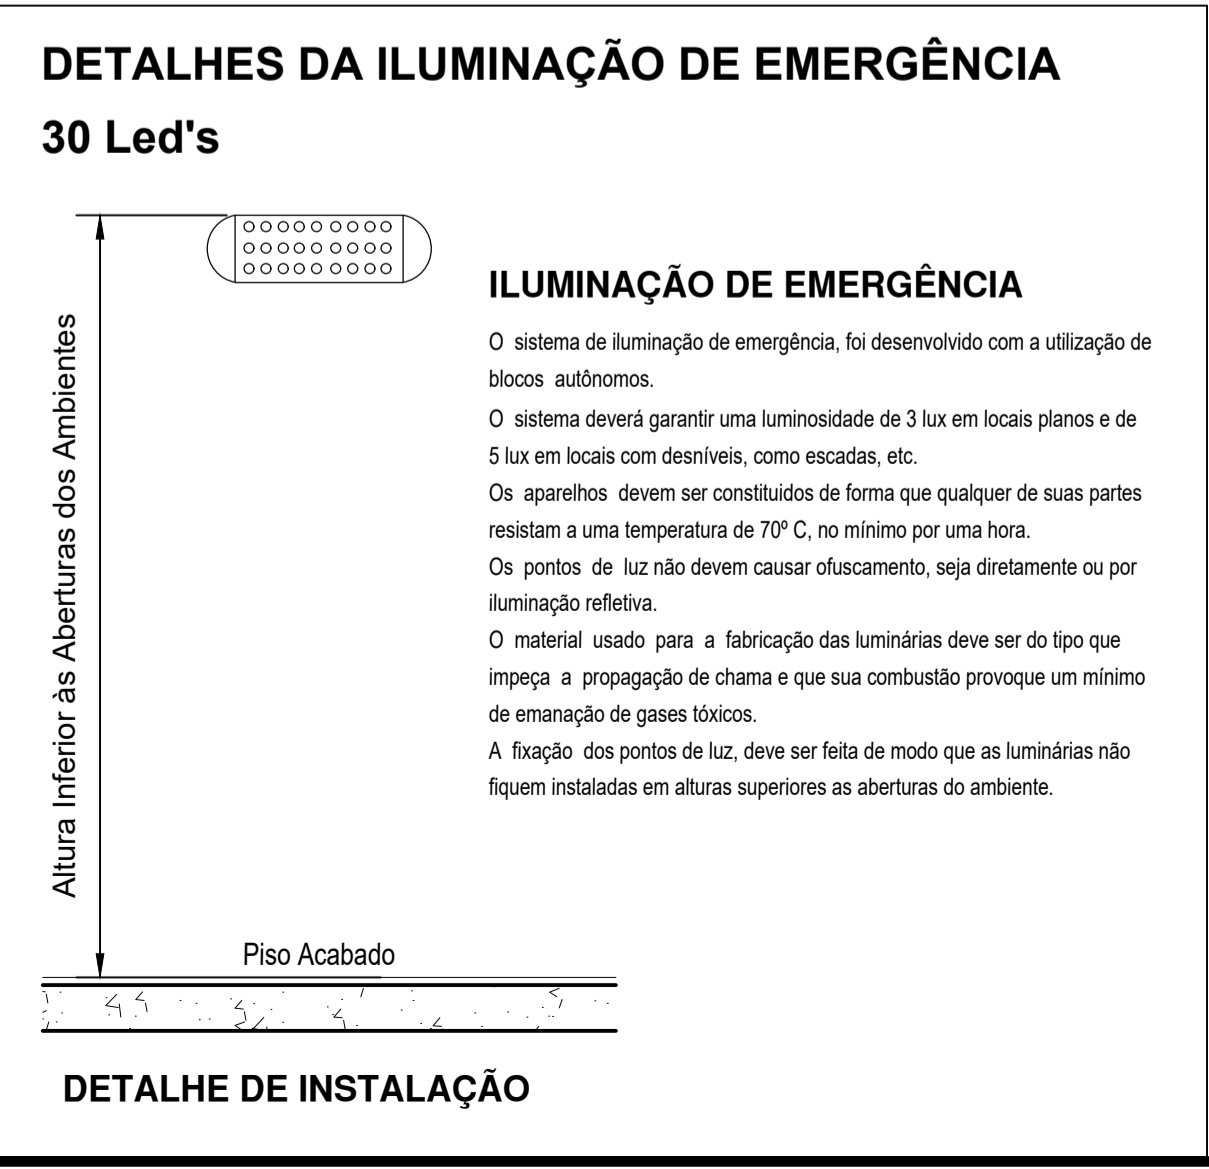 DETALHES DA ILUMINAÇÃO DE EMERGÊNCIA
30 Led's
Altura Inferior às Aberturas dos Ambientes
ILUMINAÇÃO DE EMERGÊNCIA
O sistema de iluminação de emergência, foi desenvolvido com a utilização de
blocos autônomos.
O sistema deverá garantir uma luminosidade de 3 lux em locais planos e de
5 lux em locais com desníveis, como escadas, etc.
Os aparelhos devem ser constituidos de forma que qualquer de suas partes
resistam a uma temperatura de 70º C, no mínimo por uma hora.
Os pontos de luz não devem causar ofuscamento, seja diretamente ou por
iluminação refletiva.
O material usado para a fabricação das luminárias deve ser do tipo que
impeça a propagação de chama e que sua combustão provoque um mínimo
de emanação de gases tóxicos.
A fixação dos pontos de luz, deve ser feita de modo que as luminárias não
fiquem instaladas em alturas superiores as aberturas do ambiente.
Piso Acabado
DETALHE DE INSTALAÇÃO